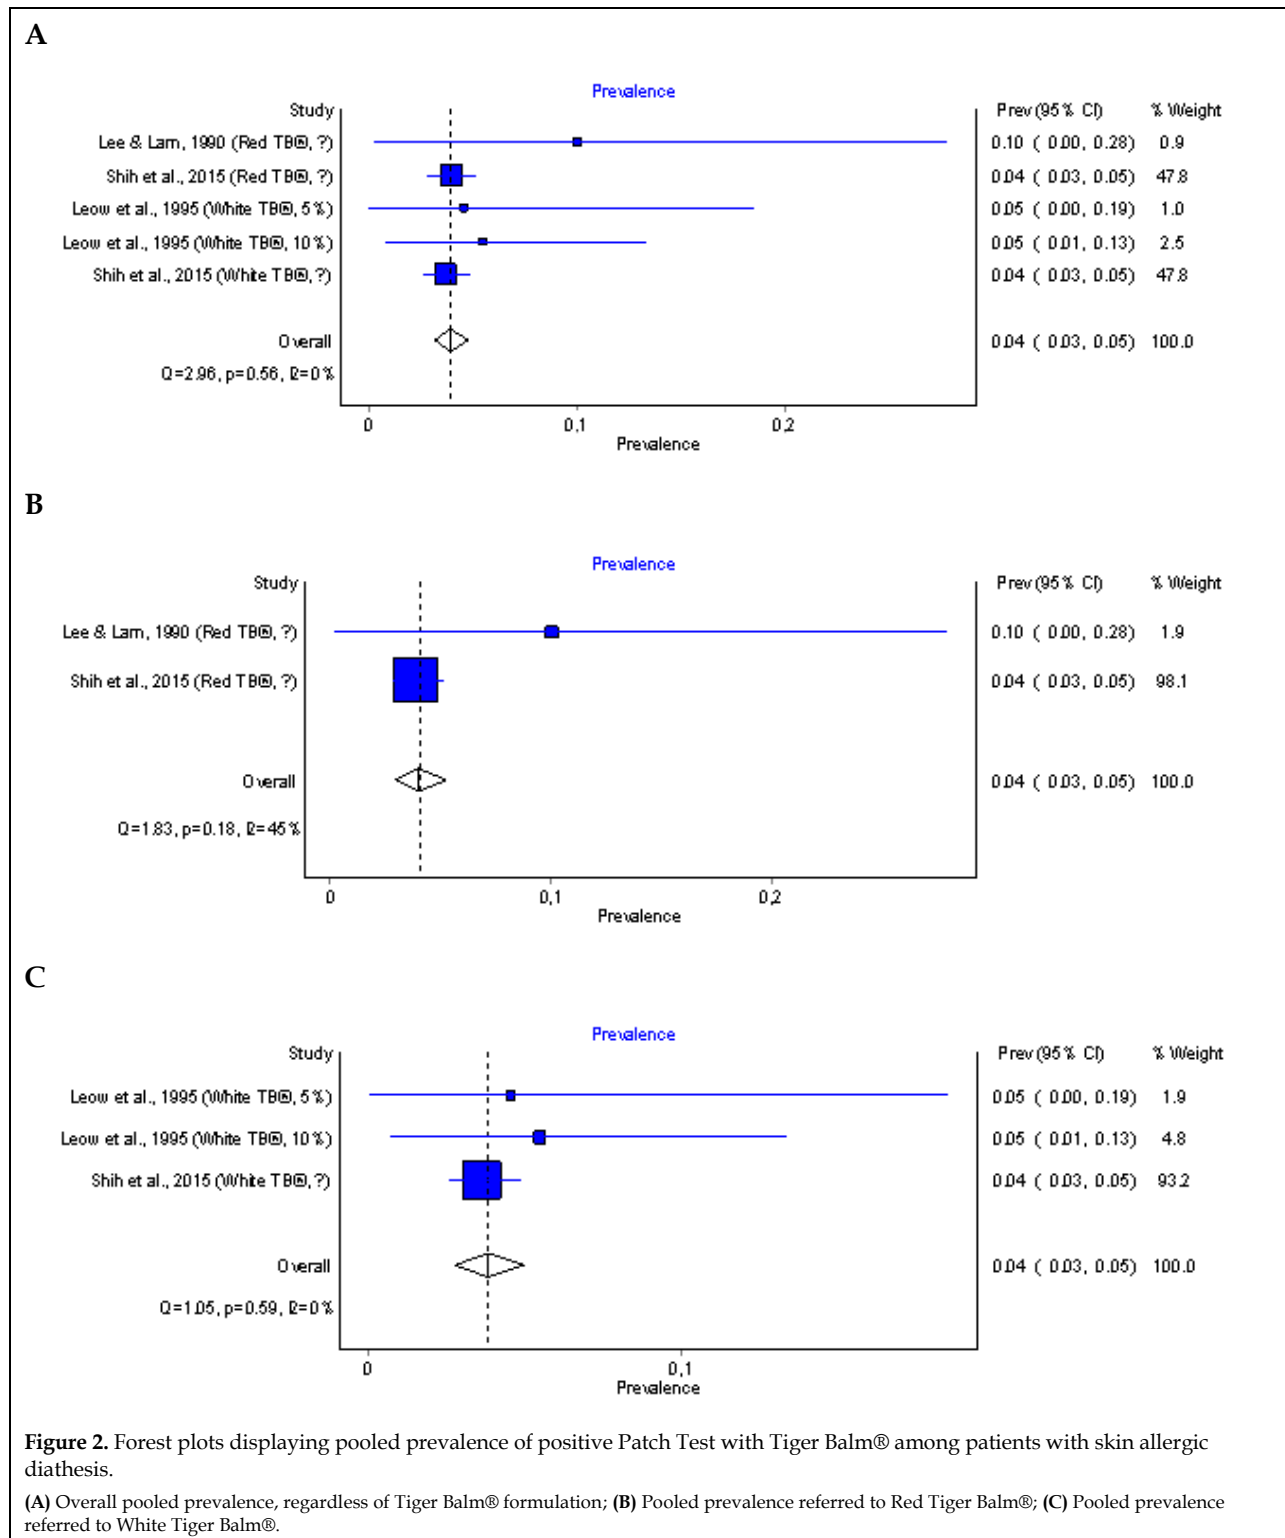 A
Prevalence
Study Prev (95% CI) % Weight
Lee & Lam, 1990 (Red TB®, ?) 0.10 ( 0.00, 0.28) 0.9
Shih et al., 2015 (Red TB®, ?) 0.04 ( 0.03, 0.05) 47.8
Leow et al., 1995 (White TB®, 5%) 0.05 ( 0.00, 0.19) 1.0
Leow et al., 1995 (White TB®, 10%) 0.05 ( 0.01, 0.13) 2.5
Shih et al., 2015 (White TB®, ?) 0.04 ( 0.03, 0.05) 47.8
Overall 0.04 ( 0.03, 0.05) 100.0
Q=2.96, p=0.56, I2=0%
0 0,1 0,2
Prevalence
B
Prevalence
Study Prev (95% CI) % Weight
Lee & Lam, 1990 (Red TB®, ?) 0.10 ( 0.00, 0.28) 1.9
Shih et al., 2015 (Red TB®, ?) 0.04 ( 0.03, 0.05) 98.1
Overall 0.04 ( 0.03, 0.05) 100.0
Q=1.83, p=0.18, I2=45%
0 0,1 0,2
Prevalence
C
Prevalence
Study Prev (95% CI) % Weight
Leow et al., 1995 (White TB®, 5%) 0.05 ( 0.00, 0.19) 1.9
Leow et al., 1995 (White TB®, 10%) 0.05 ( 0.01, 0.13) 4.8
Shih et al., 2015 (White TB®, ?) 0.04 ( 0.03, 0.05) 93.2
Overall 0.04 ( 0.03, 0.05) 100.0
Q=1.05, p=0.59, I2=0%
0 0,1
Prevalence
Figure 2. Forest plots displaying pooled prevalence of positive Patch Test with Tiger Balm® among patients with skin allergic
diathesis.
(A) Overall pooled prevalence, regardless of Tiger Balm® formulation; (B) Pooled prevalence referred to Red Tiger Balm®; (C) Pooled prevalence
referred to White Tiger Balm®.